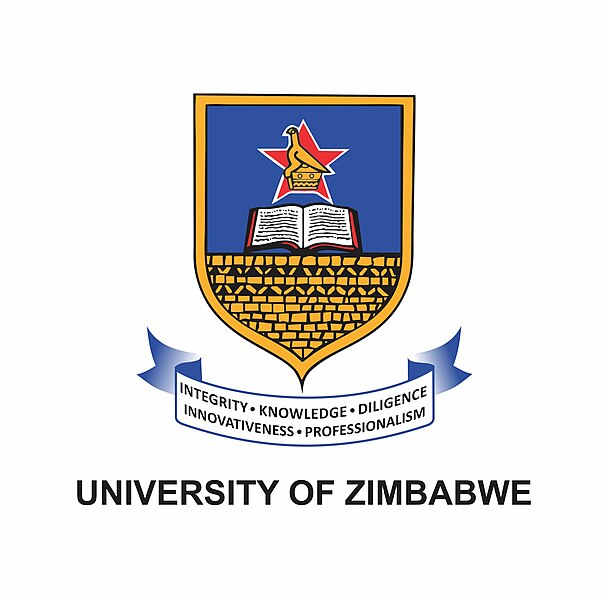 INTEGRITY • KNOWLEDGE • DILIGENCE
INNOVATIVENESS • PROFESSIONALISM
UNIVERSITY OF ZIMBABWE